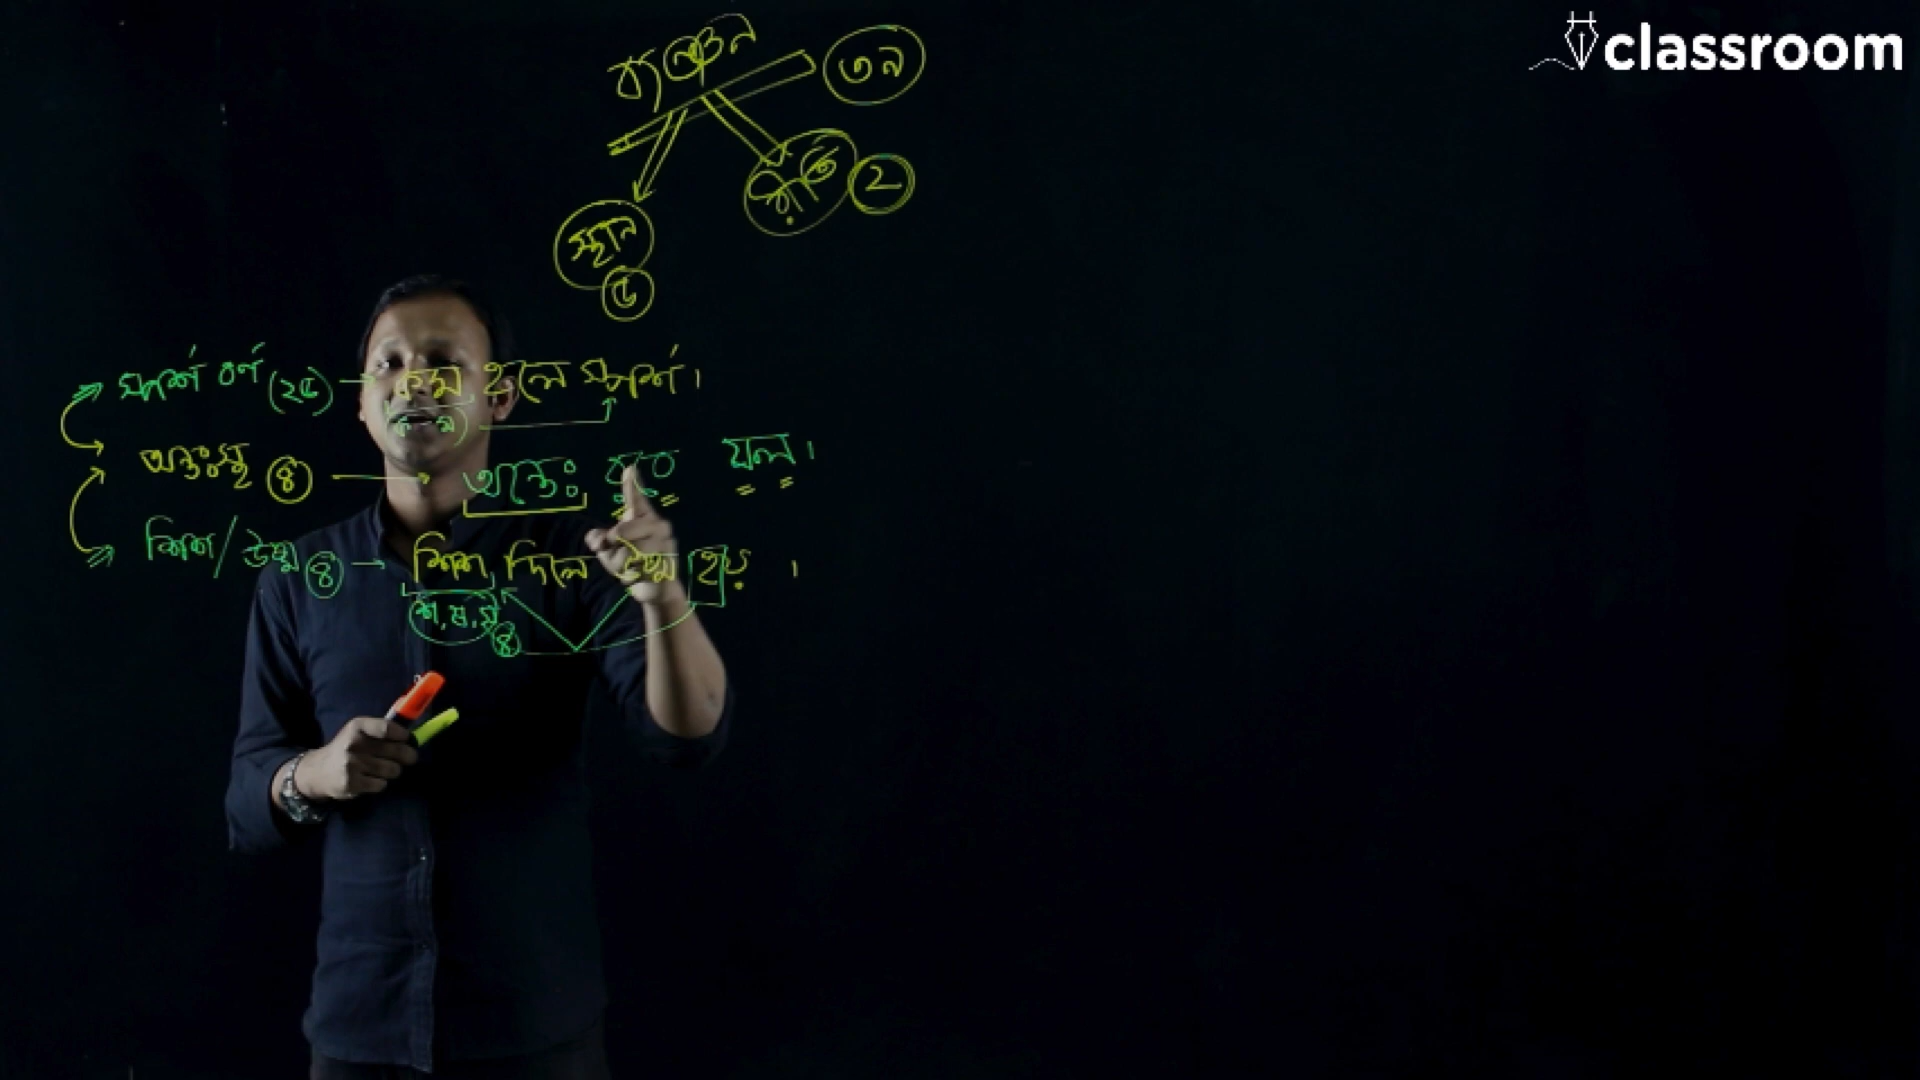 classroom
ব্যঞ্জন
৩৯
রীতি ২
স্থান
৫
স্পর্শ বর্ণ (২৫) → কম হলে স্পর্শ।
(ক ম)
অন্তঃস্থ ৪ → অন্তেঃ বর যল।
শিশ/উষ্ম ৪ → শিশ দিলে উষ্ম হয়।
শ, ষ, স ৪